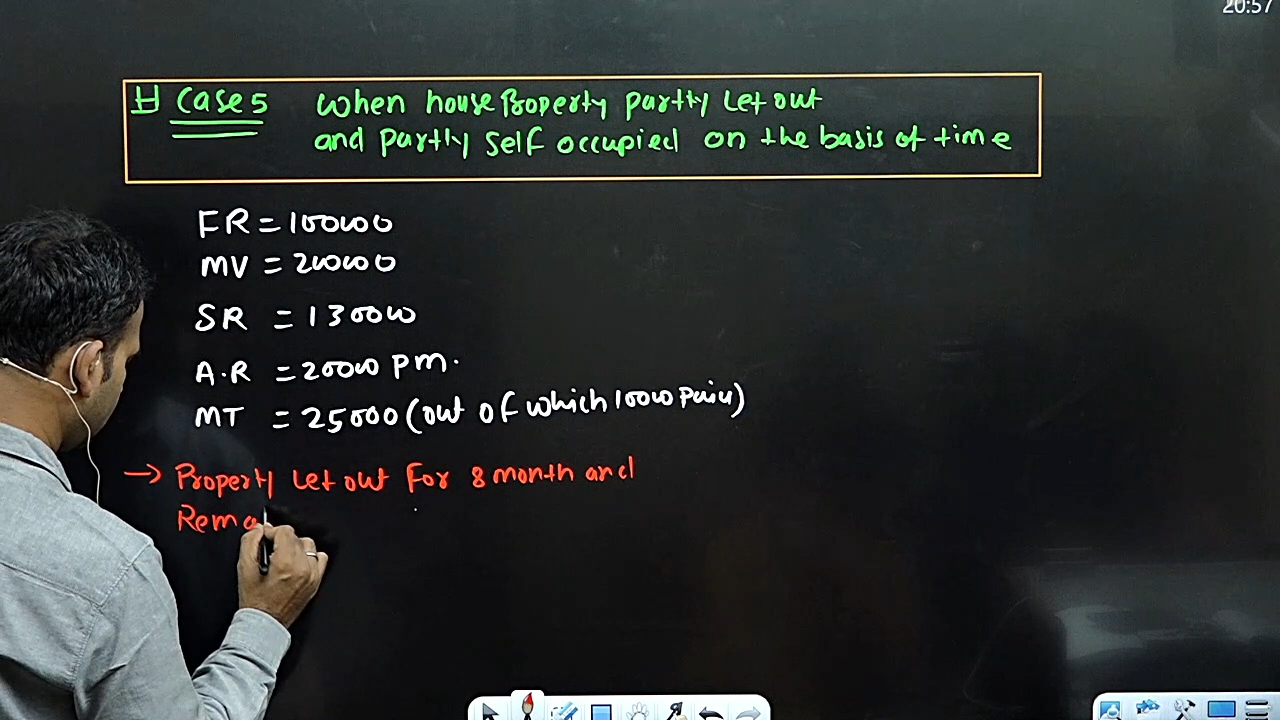 20:57
# Case 5 When house Property partly Let out
and partly self occupied on the basis of time
FR = 100000
MV = 200000
SR = 130000
A.R = 20000 pm.
MT = 25000 (out of which 10000 paid)
→ Property Let out For 8 month and
Rema